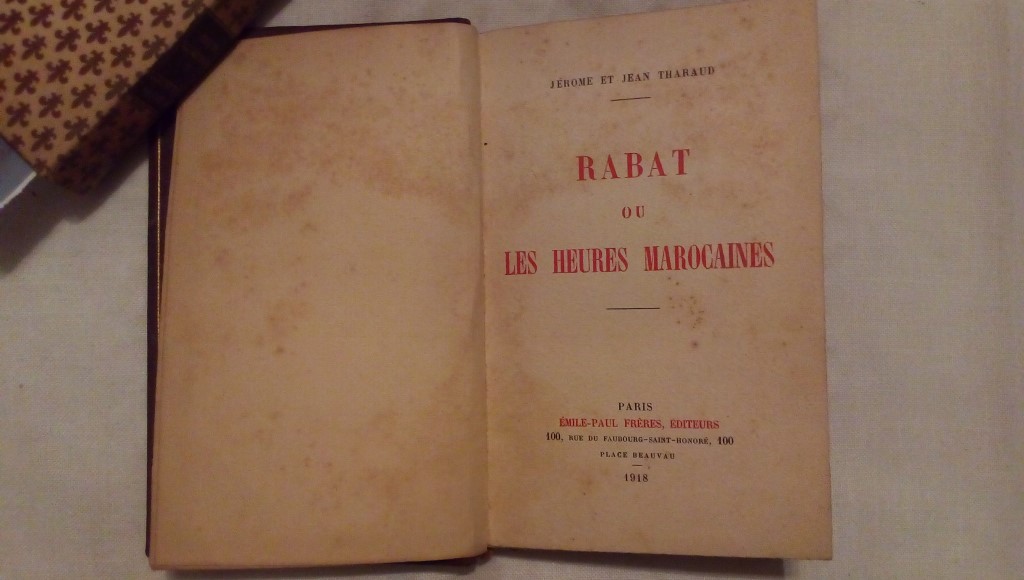 JÉROME ET JEAN THARAUD
RABAT
OU
LES HEURES MAROCAINES
PARIS
ÉMILE-PAUL FRÈRES, EDITEURS
100, RUE DU FAUBOURG-SAINT-HONORÉ, 100
PLACE BEAUVAU
1918